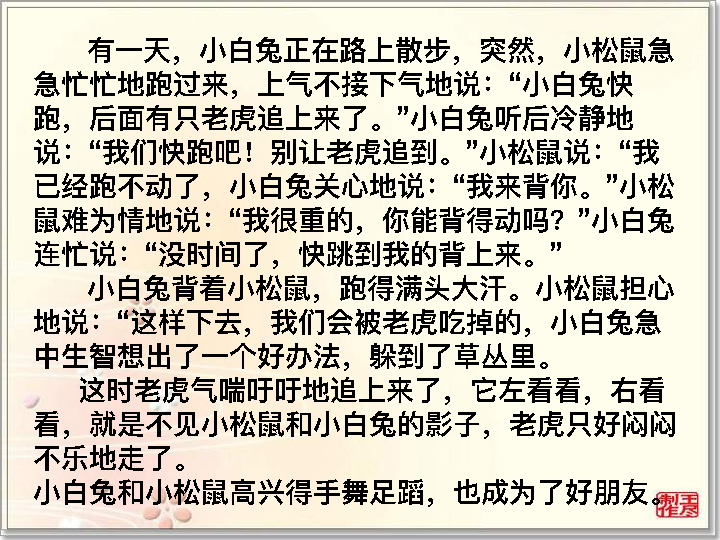 有一天，小白兔正在路上散步，突然，小松鼠急
急忙忙地跑过来，上气不接下气地说：“小白兔快
跑，后面有只老虎追上来了。”小白兔听后冷静地
说：“我们快跑吧！别让老虎追到。”小松鼠说：“我
已经跑不动了，小白兔关心地说：“我来背你。”小松
鼠难为情地说：“我很重的，你能背得动吗？”小白兔
连忙说：“没时间了，快跳到我的背上来。”
小白兔背着小松鼠，跑得满头大汗。小松鼠担心
地说：“这样下去，我们会被老虎吃掉的，小白兔急
中生智想出了一个好办法，躲到了草丛里。
这时老虎气喘吁吁地追上来了，它左看看，右看
看，就是不见小松鼠和小白兔的影子，老虎只好闷闷
不乐地走了。
小白兔和小松鼠高兴得手舞足蹈，也成为了好朋友。